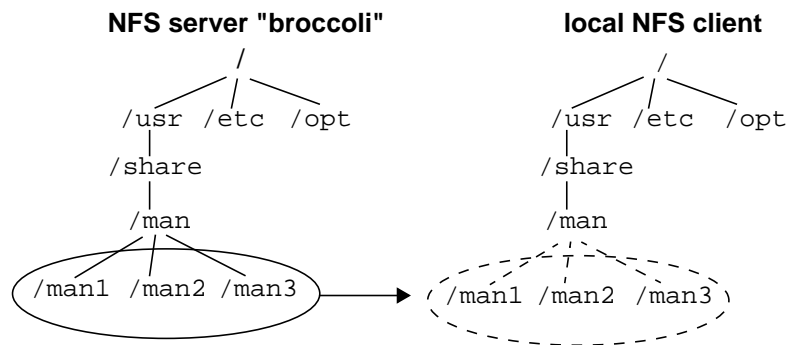 NFS server "broccoli"
/
/usr /etc /opt
/share
/man
/man1 /man2 /man3
local NFS client
/
/usr /etc /opt
/share
/man
/man1 /man2 /man3